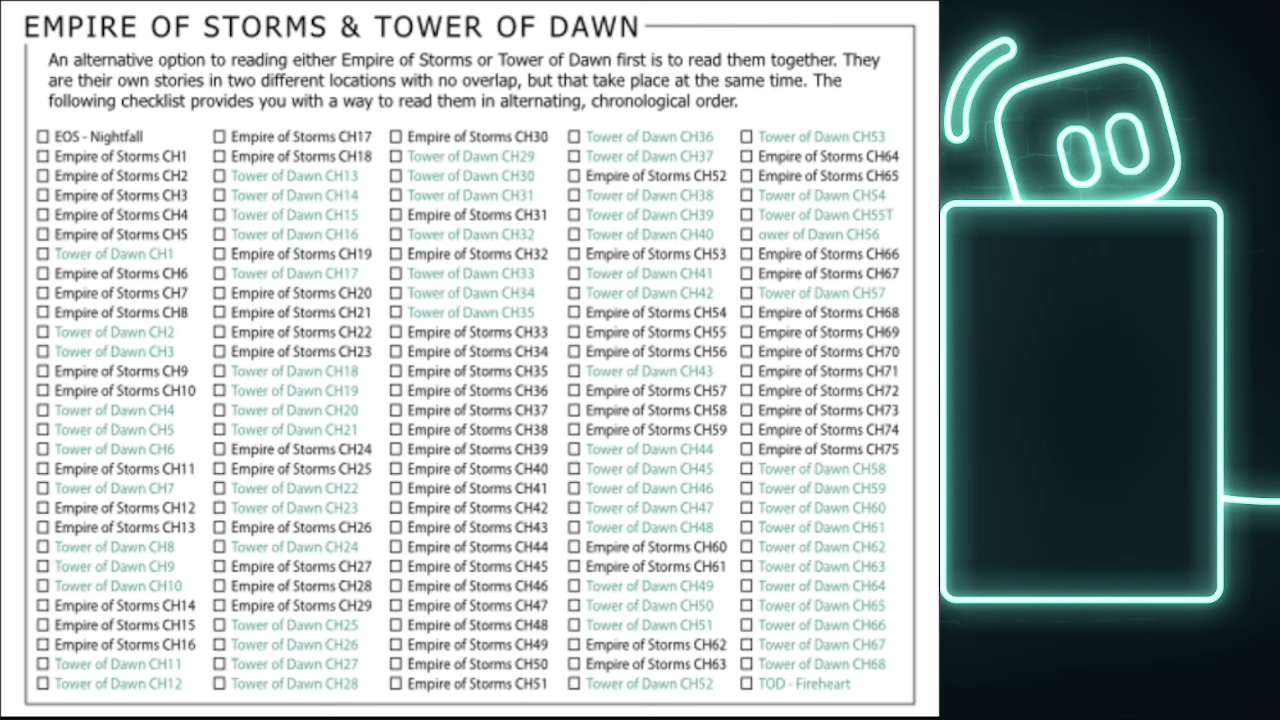 EMPIRE OF STORMS & TOWER OF DAWN
An alternative option to reading either Empire of Storms or Tower of Dawn first is to read them together. They
are their own stories in two different locations with no overlap, but that take place at the same time. The
following checklist provides you with a way to read them in alternating, chronological order.
EOS - Nightfall
Empire of Storms CH1
Empire of Storms CH2
Empire of Storms CH3
Empire of Storms CH4
Empire of Storms CH5
Tower of Dawn CH1
Empire of Storms CH6
Empire of Storms CH7
Empire of Storms CH8
Tower of Dawn CH2
Tower of Dawn CH3
Empire of Storms CH9
Empire of Storms CH10
Tower of Dawn CH4
Tower of Dawn CH5
Tower of Dawn CH6
Empire of Storms CH11
Tower of Dawn CH7
Empire of Storms CH12
Empire of Storms CH13
Tower of Dawn CH8
Tower of Dawn CH9
Tower of Dawn CH10
Empire of Storms CH14
Empire of Storms CH15
Empire of Storms CH16
Tower of Dawn CH11
Tower of Dawn CH12
Empire of Storms CH17
Empire of Storms CH18
Tower of Dawn CH13
Tower of Dawn CH14
Tower of Dawn CH15
Tower of Dawn CH16
Empire of Storms CH19
Tower of Dawn CH17
Empire of Storms CH20
Empire of Storms CH21
Empire of Storms CH22
Empire of Storms CH23
Tower of Dawn CH18
Tower of Dawn CH19
Tower of Dawn CH20
Tower of Dawn CH21
Empire of Storms CH24
Empire of Storms CH25
Tower of Dawn CH22
Tower of Dawn CH23
Empire of Storms CH26
Tower of Dawn CH24
Empire of Storms CH27
Empire of Storms CH28
Empire of Storms CH29
Tower of Dawn CH25
Tower of Dawn CH26
Tower of Dawn CH27
Tower of Dawn CH28
Empire of Storms CH30
Tower of Dawn CH29
Tower of Dawn CH30
Tower of Dawn CH31
Empire of Storms CH31
Tower of Dawn CH32
Empire of Storms CH32
Tower of Dawn CH33
Tower of Dawn CH34
Tower of Dawn CH35
Empire of Storms CH33
Empire of Storms CH34
Empire of Storms CH35
Empire of Storms CH36
Empire of Storms CH37
Empire of Storms CH38
Empire of Storms CH39
Empire of Storms CH40
Empire of Storms CH41
Empire of Storms CH42
Empire of Storms CH43
Empire of Storms CH44
Empire of Storms CH45
Empire of Storms CH46
Empire of Storms CH47
Empire of Storms CH48
Empire of Storms CH49
Empire of Storms CH50
Empire of Storms CH51
Tower of Dawn CH36
Tower of Dawn CH37
Empire of Storms CH52
Tower of Dawn CH38
Tower of Dawn CH39
Tower of Dawn CH40
Empire of Storms CH53
Tower of Dawn CH41
Tower of Dawn CH42
Empire of Storms CH54
Empire of Storms CH55
Empire of Storms CH56
Tower of Dawn CH43
Empire of Storms CH57
Empire of Storms CH58
Empire of Storms CH59
Tower of Dawn CH44
Tower of Dawn CH45
Tower of Dawn CH46
Tower of Dawn CH47
Tower of Dawn CH48
Empire of Storms CH60
Empire of Storms CH61
Tower of Dawn CH49
Tower of Dawn CH50
Tower of Dawn CH51
Empire of Storms CH62
Empire of Storms CH63
Tower of Dawn CH52
Tower of Dawn CH53
Empire of Storms CH64
Empire of Storms CH65
Tower of Dawn CH54
Tower of Dawn CH55T
ower of Dawn CH56
Empire of Storms CH66
Empire of Storms CH67
Tower of Dawn CH57
Empire of Storms CH68
Empire of Storms CH69
Empire of Storms CH70
Empire of Storms CH71
Empire of Storms CH72
Empire of Storms CH73
Empire of Storms CH74
Empire of Storms CH75
Tower of Dawn CH58
Tower of Dawn CH59
Tower of Dawn CH60
Tower of Dawn CH61
Tower of Dawn CH62
Tower of Dawn CH63
Tower of Dawn CH64
Tower of Dawn CH65
Tower of Dawn CH66
Tower of Dawn CH67
Tower of Dawn CH68
TOD - Fireheart